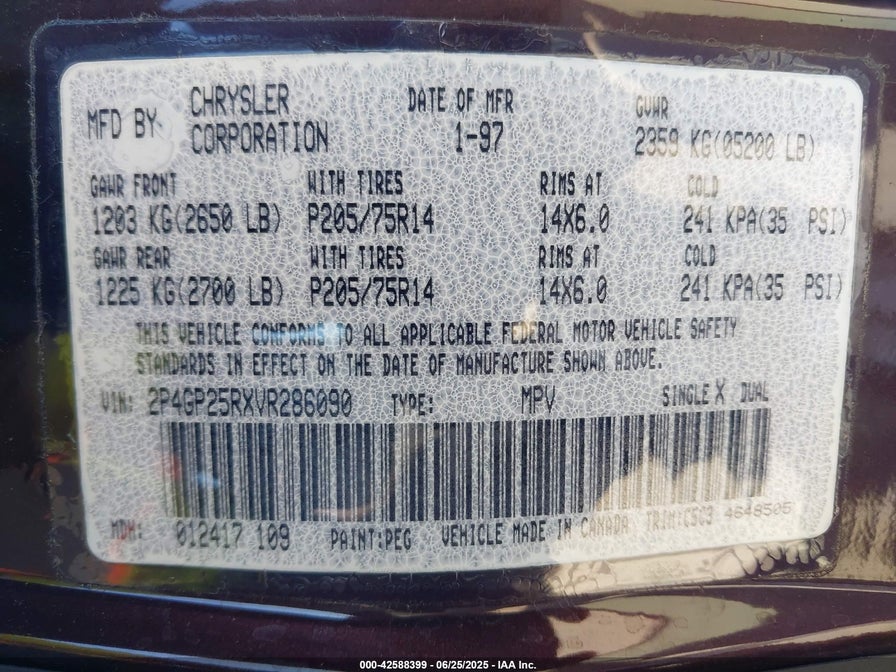 MFD BY CHRYSLER CORPORATION DATE OF MFR 1-97 GVWR 2359 KG(05200 LB)
GAWR FRONT WITH TIRES RIMS AT COLD
1203 KG(2650 LB) P205/75R14 14X6.0 241 KPA(35 PSI)
GAWR REAR WITH TIRES RIMS AT COLD
1225 KG(2700 LB) P205/75R14 14X6.0 241 KPA(35 PSI)
THIS VEHICLE CONFORMS TO ALL APPLICABLE FEDERAL MOTOR VEHICLE SAFETY
STANDARDS IN EFFECT ON THE DATE OF MANUFACTURE SHOWN ABOVE.
VIN: 2P4GP25RXVR286090 TYPE: MPV SINGLE X DUAL
MDH: 012417 109 PAINT:PEG VEHICLE MADE IN CANADA TRIM:C5C3 4648505
000-42588399 - 06/25/2025 - IAA Inc.